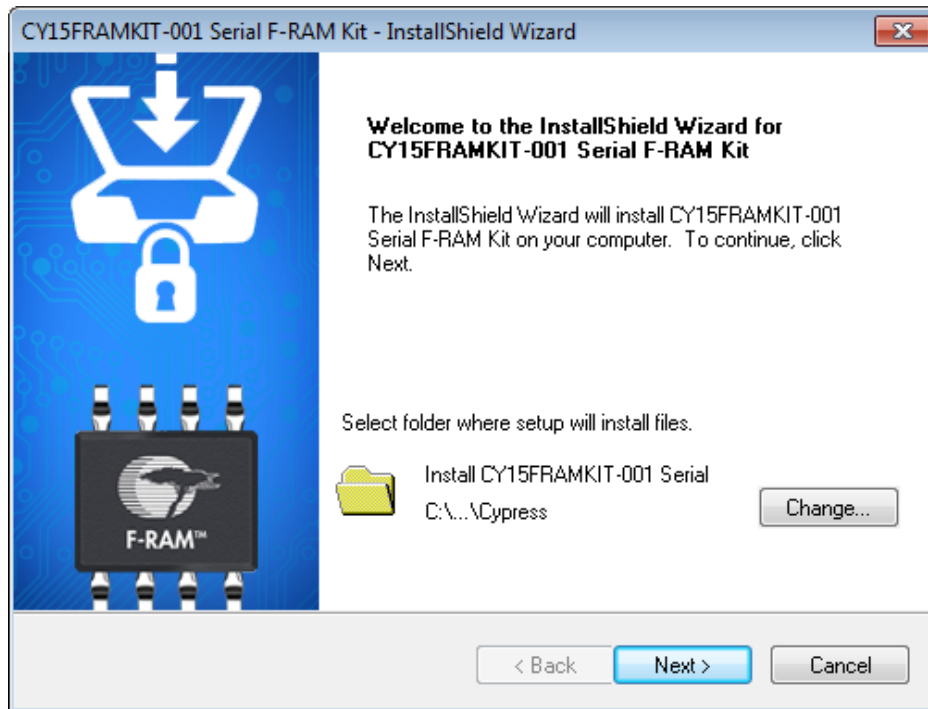 CY15FRAMKIT-001 Serial F-RAM Kit - InstallShield Wizard
Welcome to the InstallShield Wizard for
CY15FRAMKIT-001 Serial F-RAM Kit
The InstallShield Wizard will install CY15FRAMKIT-001
Serial F-RAM Kit on your computer.  To continue, click
Next.
Select folder where setup will install files.
Install CY15FRAMKIT-001 Serial
C:\...\Cypress
Change...
F-RAM™
< Back
Next >
Cancel